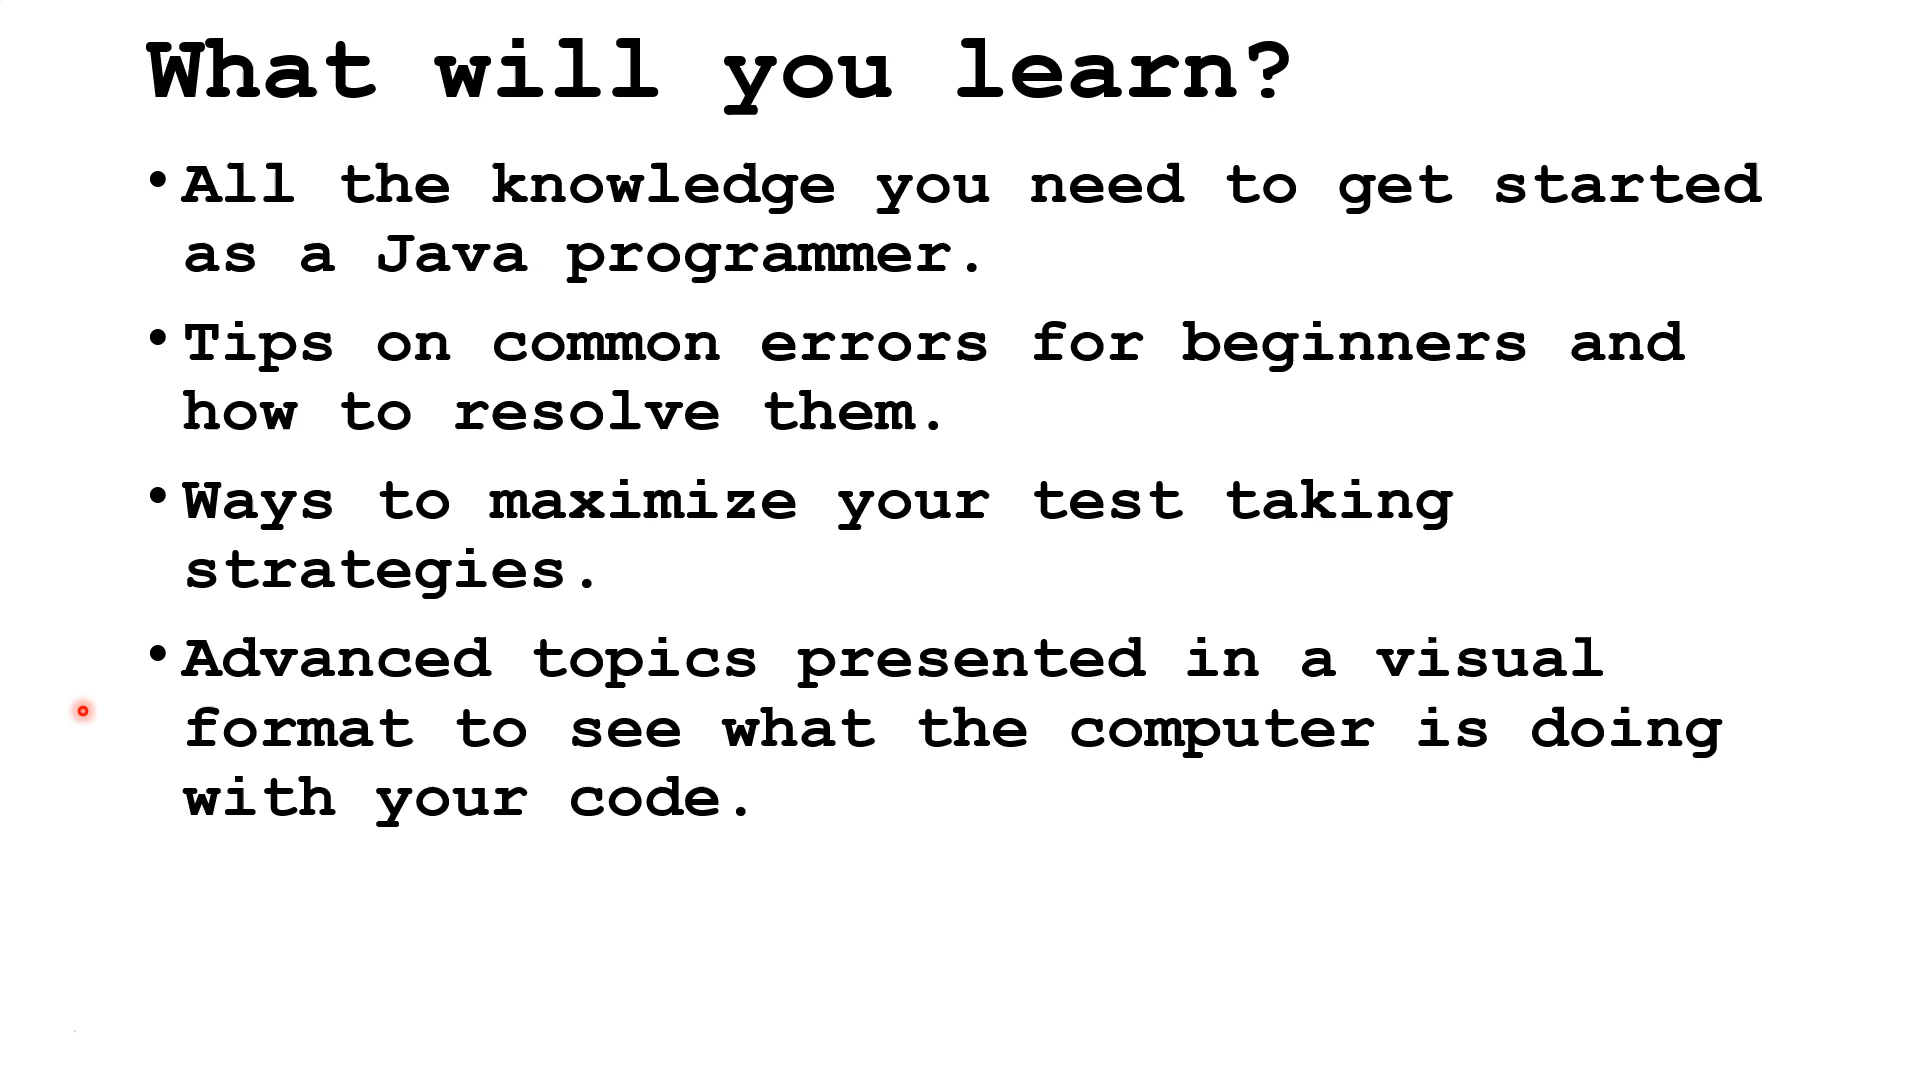 What will you learn?
•All the knowledge you need to get started
as a Java programmer.
•Tips on common errors for beginners and
how to resolve them.
•Ways to maximize your test taking
strategies.
•Advanced topics presented in a visual
format to see what the computer is doing
with your code.